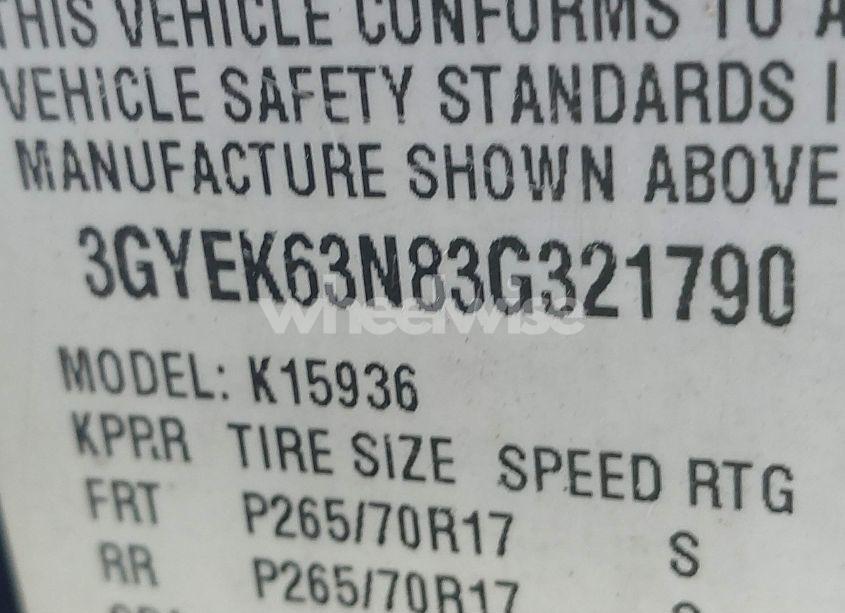 THIS VEHICLE CONFORMS TO A
VEHICLE SAFETY STANDARDS I
MANUFACTURE SHOWN ABOVE
3GYEK63N83G321790
wheelwise
MODEL: K15936
KPP.R TIRE SIZE SPEED RTG
FRT P265/70R17 S
RR P265/70R17